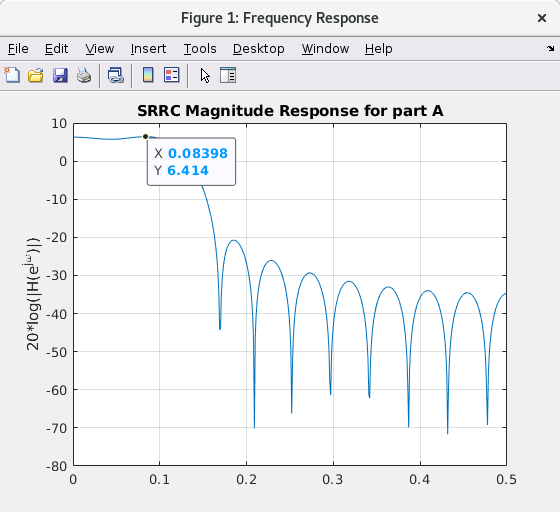 Figure 1: Frequency Response
File Edit View Insert Tools Desktop Window Help
SRRC Magnitude Response for part A
20*log(|H(e^jω)|)
10
0
-10
-20
-30
-40
-50
-60
-70
-80
X 0.08398
Y 6.414
0 0.1 0.2 0.3 0.4 0.5